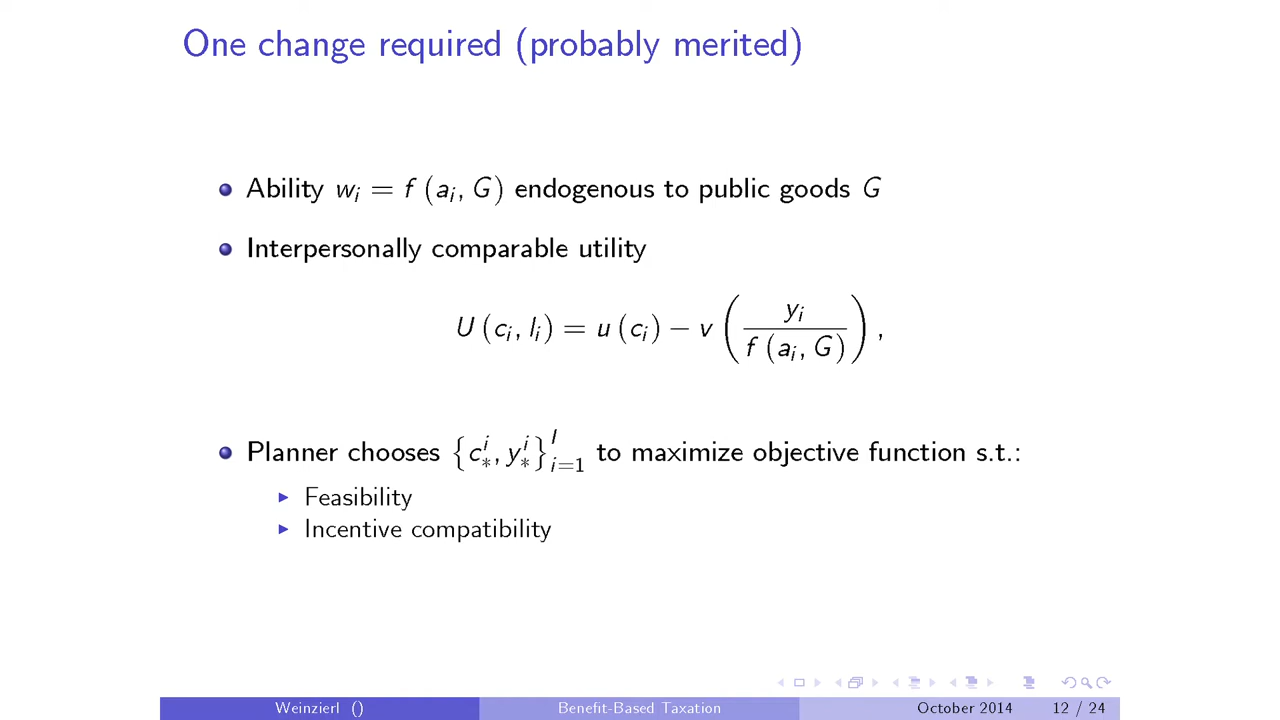 One change required (probably merited)
Ability w_i = f (a_i, G) endogenous to public goods G
Interpersonally comparable utility
U (c_i, l_i) = u (c_i) − v ( y_i / f (a_i, G) ) ,
Planner chooses {c_*^i, y_*^i}_{i=1}^I to maximize objective function s.t.:
Feasibility
Incentive compatibility
Weinzierl () Benefit-Based Taxation October 2014 12 / 24